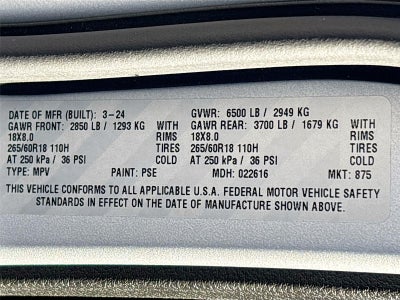 DATE OF MFR (BUILT): 3-24 GVWR: 6500 LB / 2949 KG
GAWR FRONT: 2850 LB / 1293 KG WITH GAWR REAR: 3700 LB / 1679 KG WITH
18X8.0 RIMS 18X8.0 RIMS
265/60R18 110H TIRES 265/60R18 110H TIRES
AT 250 kPa / 36 PSI COLD AT 250 kPa / 36 PSI COLD
TYPE: MPV PAINT: PSE MDH: 022616 MKT: 875
THIS VEHICLE CONFORMS TO ALL APPLICABLE U.S.A. FEDERAL MOTOR VEHICLE SAFETY
STANDARDS IN EFFECT ON THE DATE OF MANUFACTURE SHOWN ABOVE.